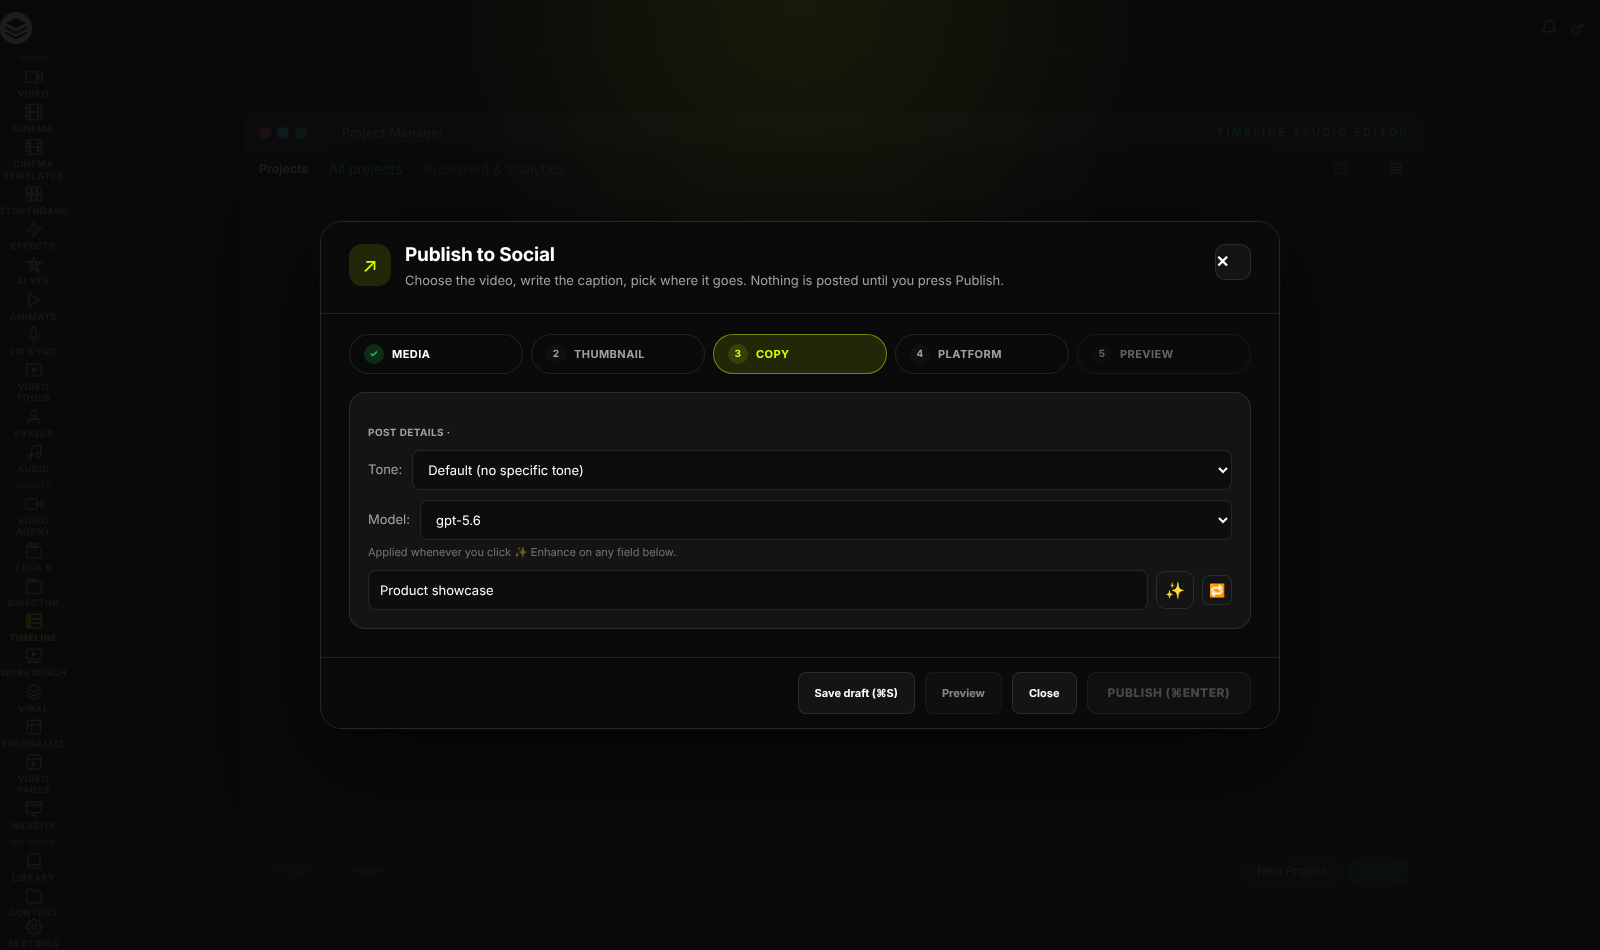 VIDEO
CINEMA
CINEMA
TEMPLATES
STORYBOARD
EFFECTS
AI VFX
ANIMATE
LIP SYNC
VIDEO
TOOLS
AVATAR
AUDIO
AGENTS
VIDEO
AGENT
ZACK D
DIRECTOR
TIMELINE
WORKBENCH
VIRAL
ERSONALIZE
VIDEO
PAGES
WEBSITE
LIBRARY
CONTENT
SETTINGS
Project Manager
TIMELINE STUDIO EDITOR
Projects All projects Published & analytics
Publish to Social
Choose the video, write the caption, pick where it goes. Nothing is posted until you press Publish.
MEDIA
2 THUMBNAIL
3 COPY
4 PLATFORM
5 PREVIEW
POST DETAILS ·
Tone: Default (no specific tone)
Model: gpt-5.6
Applied whenever you click ✨ Enhance on any field below.
Product showcase
Save draft (⌘S)
Preview
Close
PUBLISH (⌘ENTER)
New Project